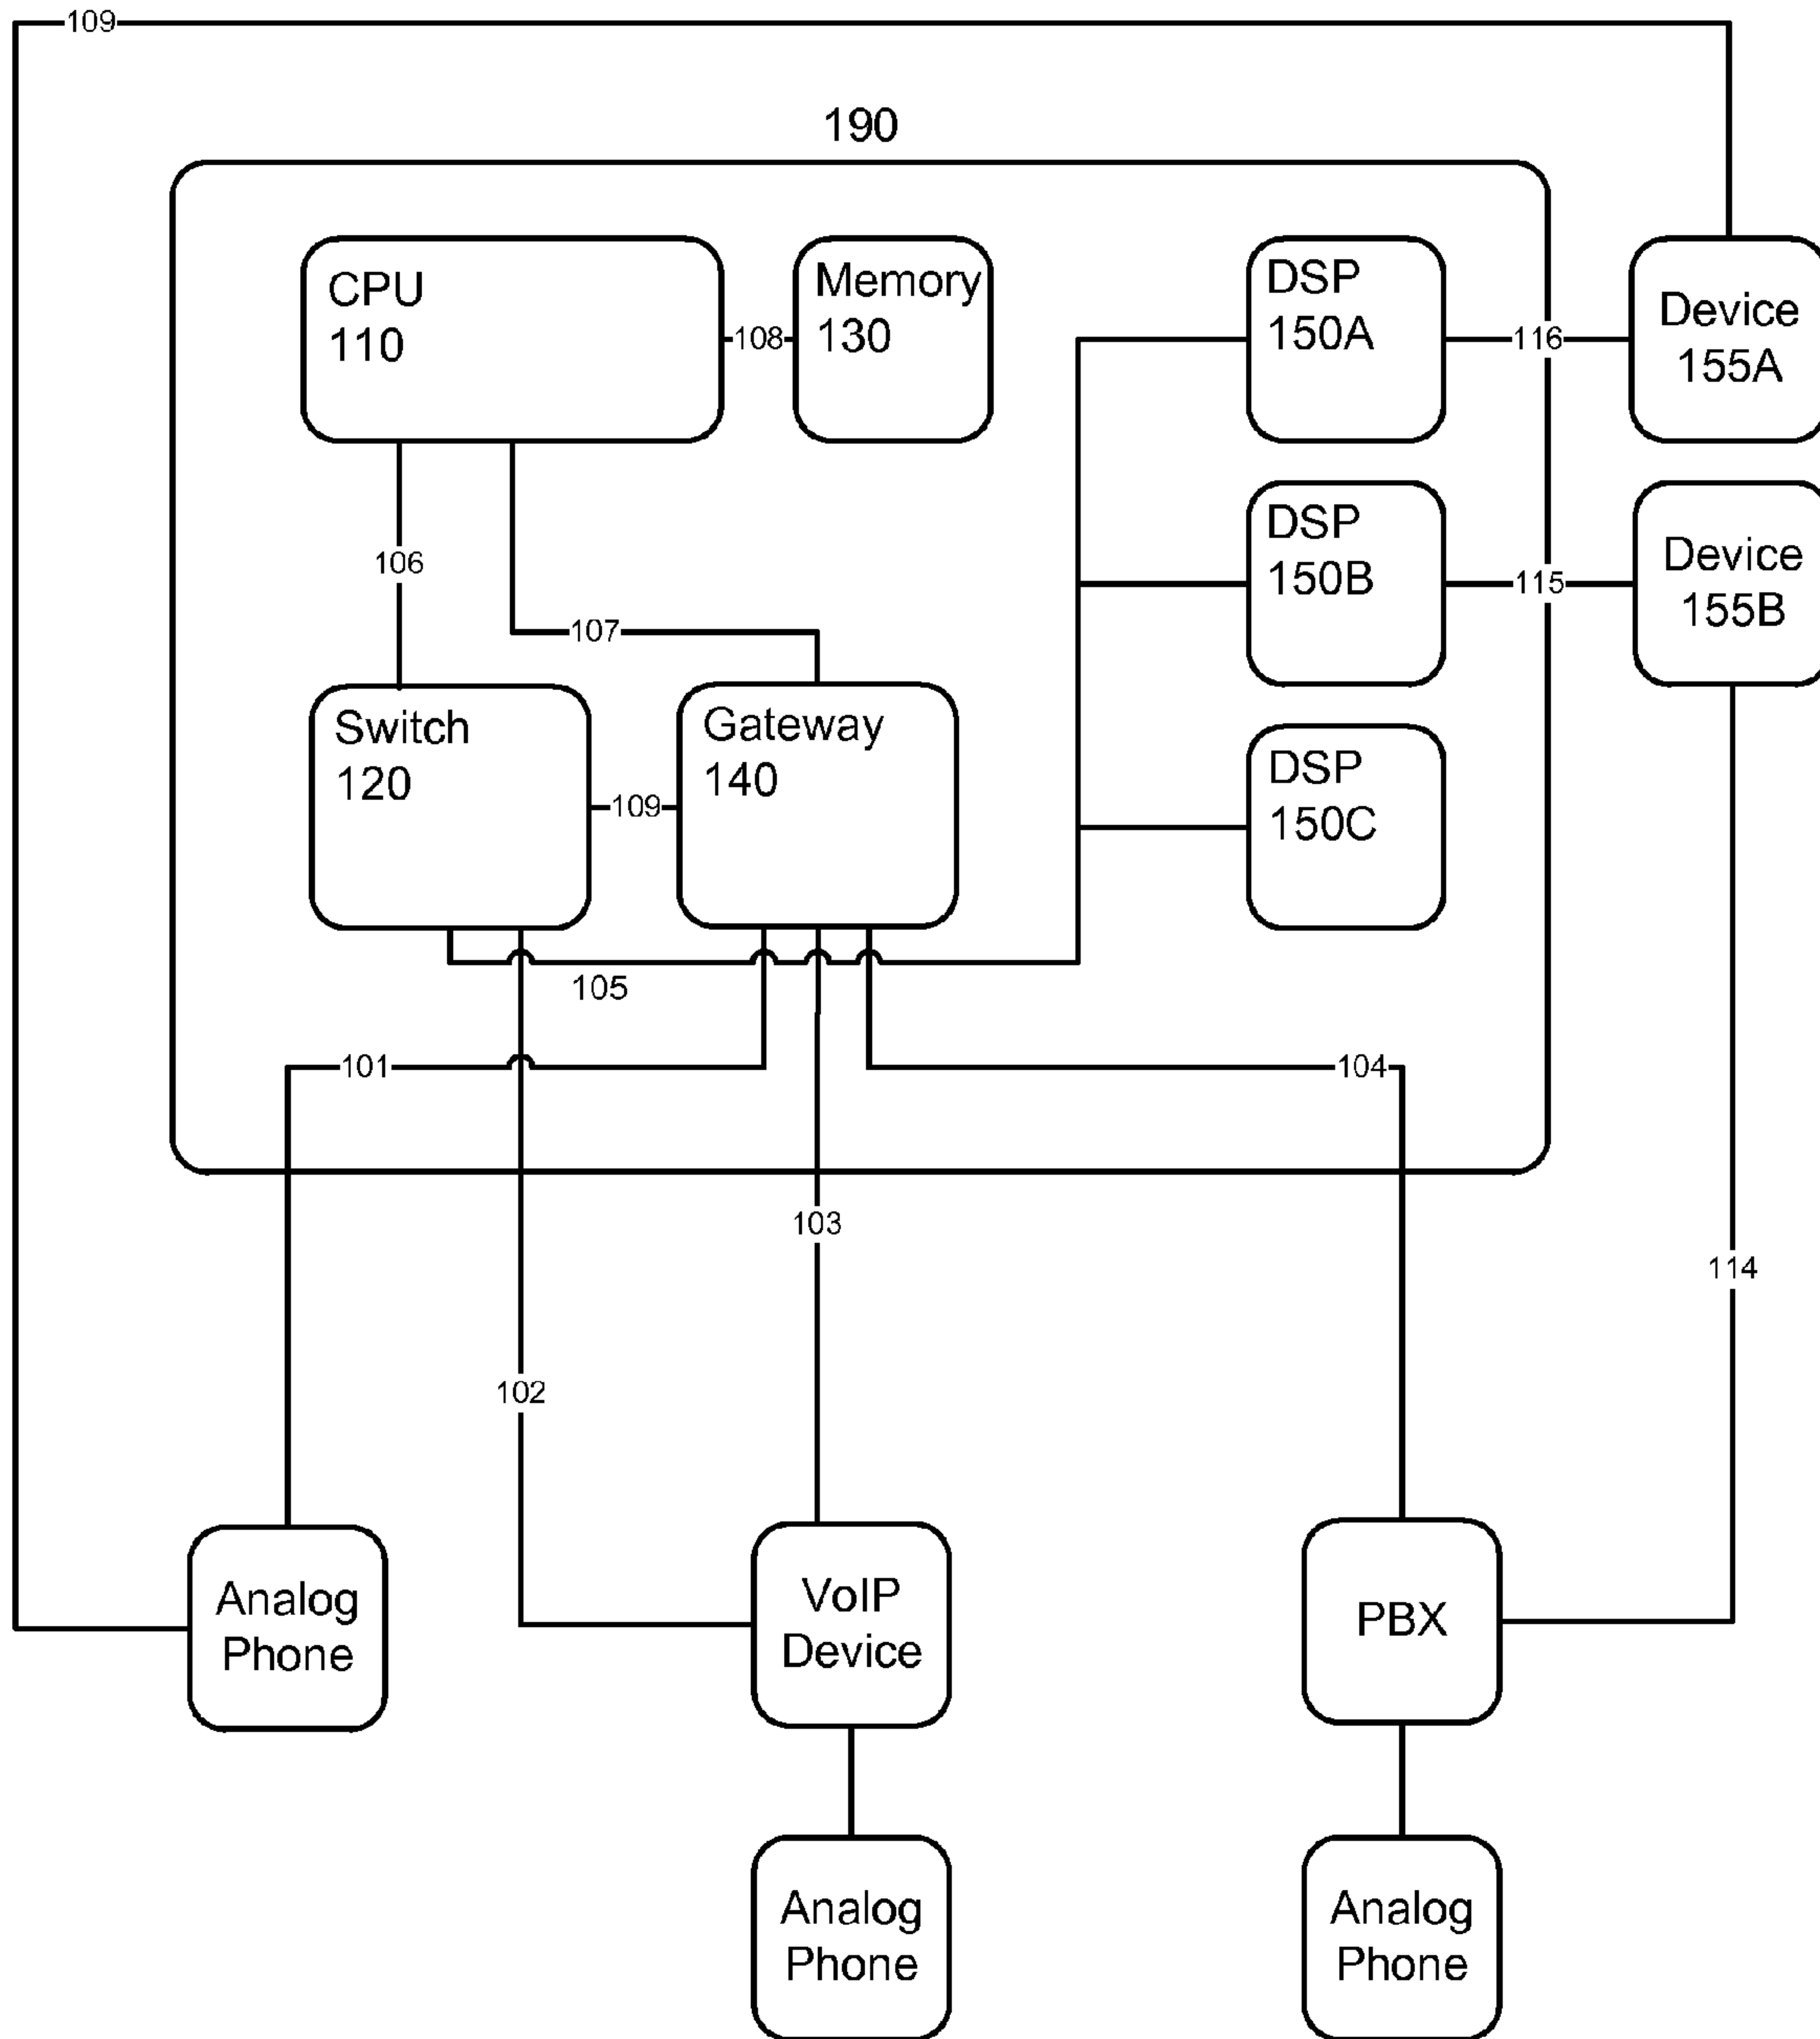 109
190
CPU
110
108
Memory
130
DSP
150A
116
Device
155A
DSP
150B
115
Device
155B
106
107
Switch
120
109
Gateway
140
DSP
150C
105
101
104
103
114
102
Analog
Phone
VoIP
Device
PBX
Analog
Phone
Analog
Phone